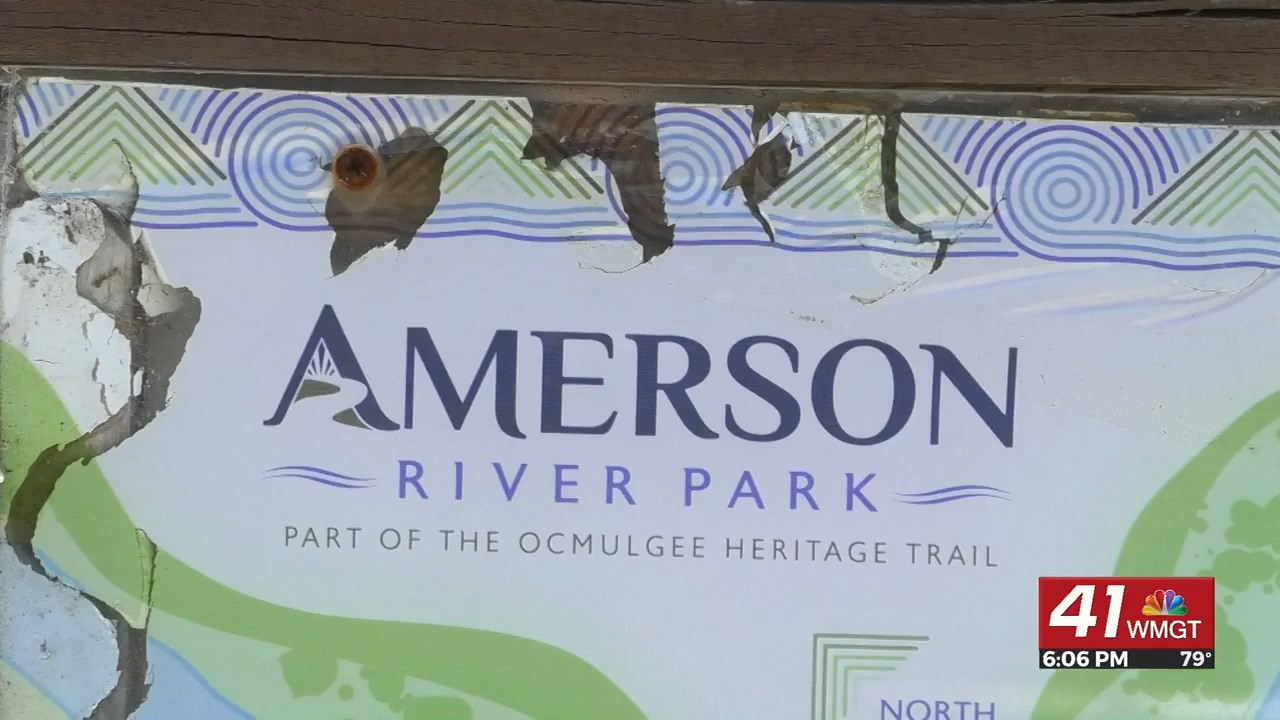 AMERSON
RIVER PARK
PART OF THE OCMULGEE HERITAGE TRAIL
NORTH
41 WMGT
6:06 PM 79°